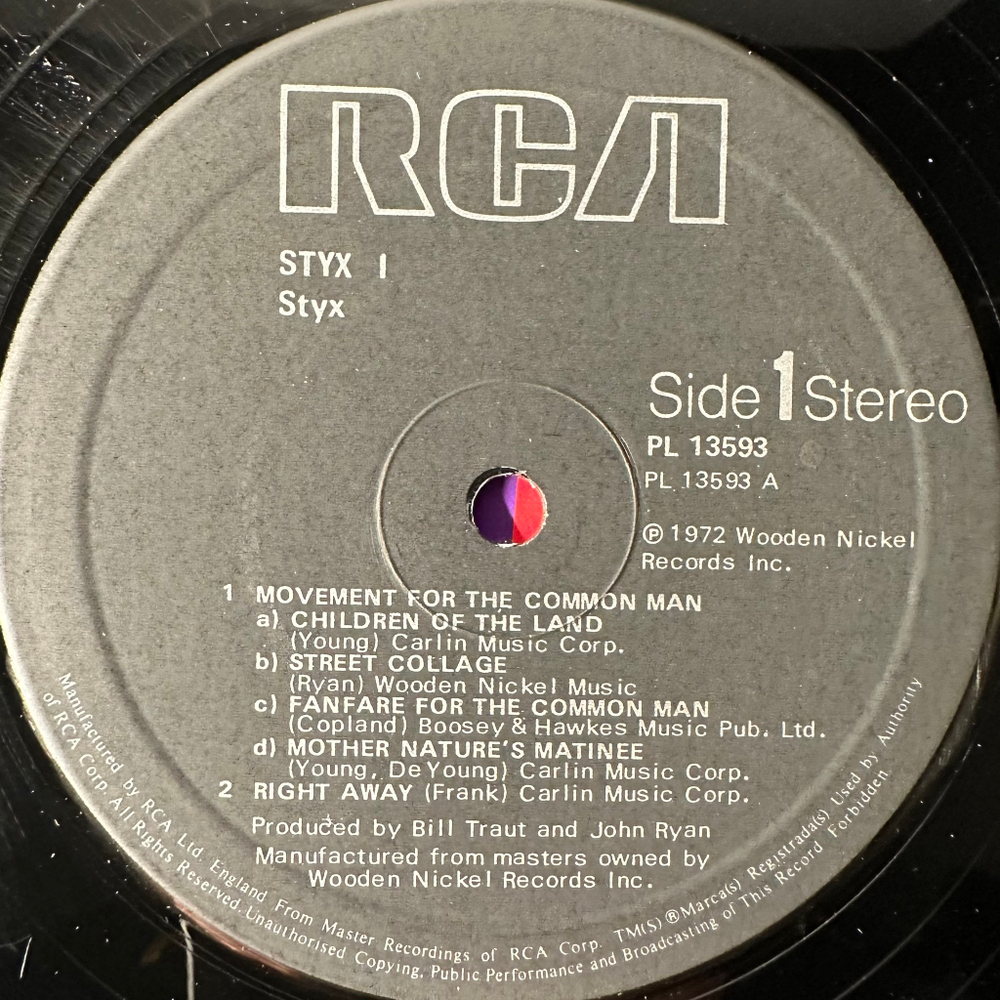 RCA
STYX I
Styx
Side 1 Stereo
PL 13593
PL 13593 A
℗ 1972 Wooden Nickel
Records Inc.
1 MOVEMENT FOR THE COMMON MAN
a) CHILDREN OF THE LAND
(Young) Carlin Music Corp.
b) STREET COLLAGE
(Ryan) Wooden Nickel Music
c) FANFARE FOR THE COMMON MAN
(Copland) Boosey & Hawkes Music Pub. Ltd.
d) MOTHER NATURE'S MATINEE
(Young, De Young) Carlin Music Corp.
2 RIGHT AWAY (Frank) Carlin Music Corp.
Produced by Bill Traut and John Ryan
Manufactured from masters owned by
Wooden Nickel Records Inc.
Manufactured by RCA Ltd. England From Master Recordings of RCA Corp. TM(S) ® Marca(s) Registrada(s) Used by Authority
of RCA Corp. All Rights Reserved. Unauthorised Copying, Public Performance and Broadcasting of This Record Forbidden